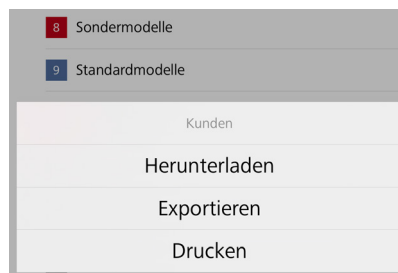 8 Sondermodelle
9 Standardmodelle
Kunden
Herunterladen
Exportieren
Drucken